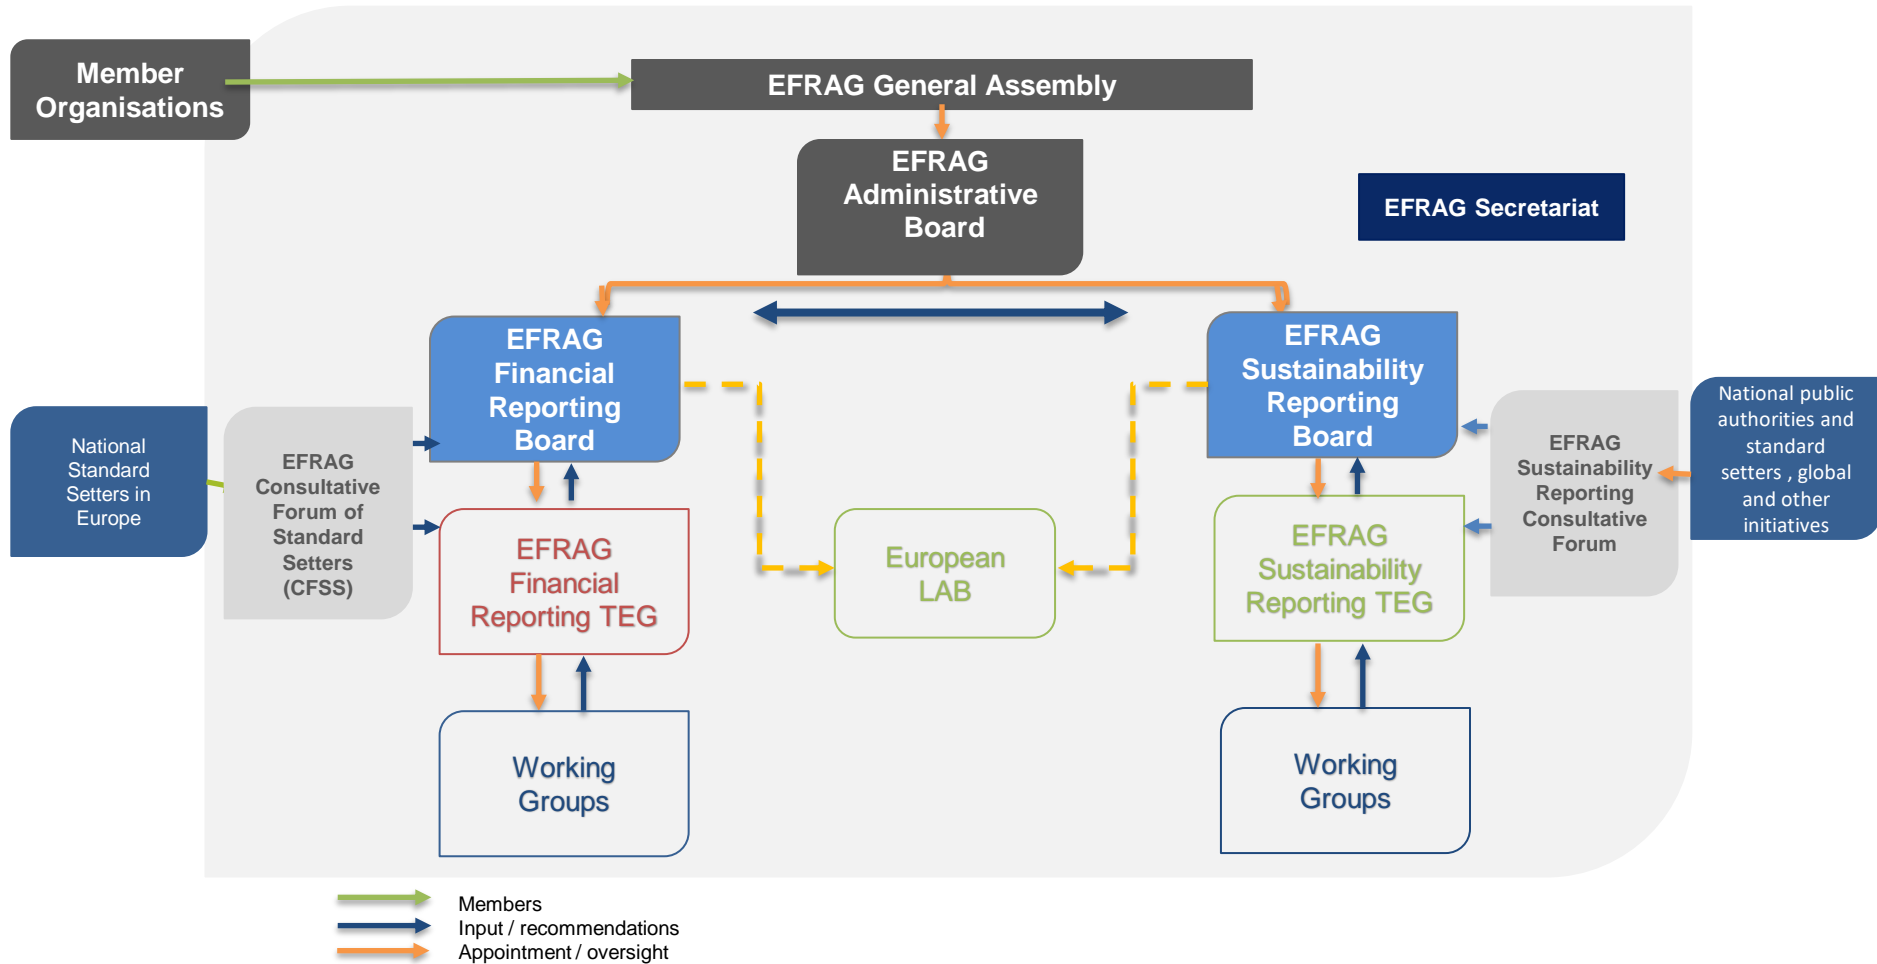 Member
Organisations
EFRAG General Assembly
EFRAG
Administrative
Board
EFRAG Secretariat
EFRAG
Financial
Reporting
Board
EFRAG
Sustainability
Reporting
Board
National
Standard
Setters in
Europe
EFRAG
Consultative
Forum of
Standard
Setters
(CFSS)
EFRAG
Financial
Reporting TEG
European
LAB
EFRAG
Sustainability
Reporting TEG
EFRAG
Sustainability
Reporting
Consultative
Forum
National public
authorities and
standard
setters , global
and other
initiatives
Working
Groups
Working
Groups
Members
Input / recommendations
Appointment / oversight